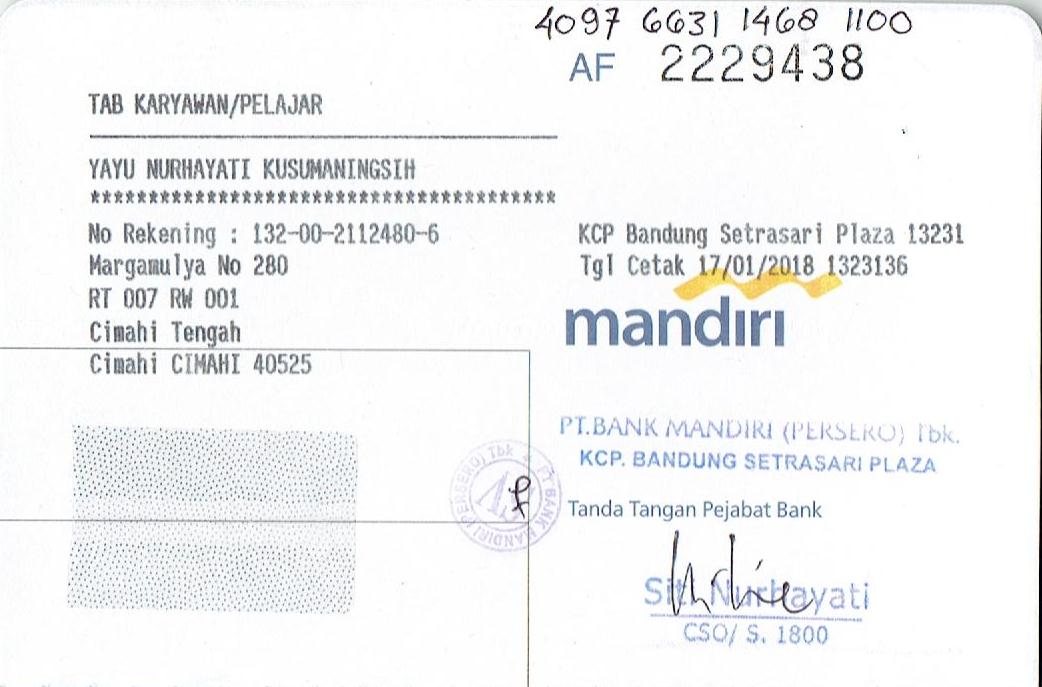 4097 6631 1468 1100
AF 2229438
TAB KARYAWAN/PELAJAR
YAYU NURHAYATI KUSUMANINGSIH
****************************************
No Rekening : 132-00-2112480-6
KCP Bandung Setrasari Plaza 13231
Margamulya No 280
Tgl Cetak 17/01/2018 1323136
RT 007 RW 001
mandiri
Cimahi Tengah
Cimahi CIMAHI 40525
PT.BANK MANDIRI (PERSERO) Tbk.
KCP. BANDUNG SETRASARI PLAZA
PT BANK MANDIRI (PERSERO) Tbk
Tanda Tangan Pejabat Bank
Siti Nurhayati
CSO/ S. 1800